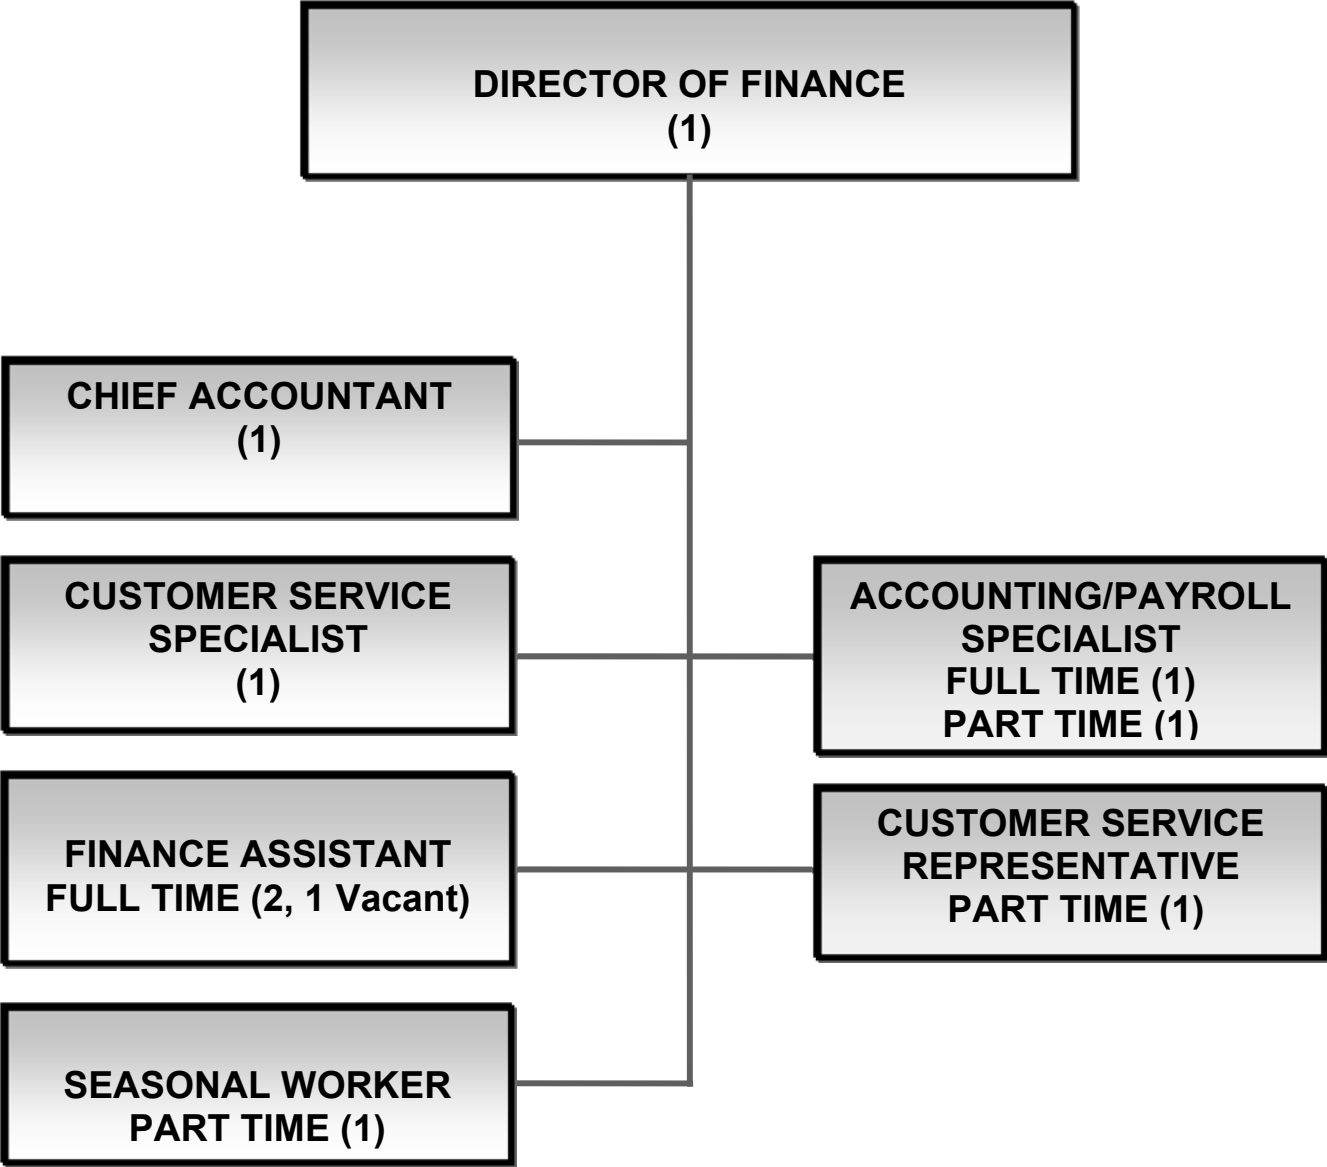 DIRECTOR OF FINANCE
(1)
CHIEF ACCOUNTANT
(1)
CUSTOMER SERVICE
SPECIALIST
(1)
ACCOUNTING/PAYROLL
SPECIALIST
FULL TIME (1)
PART TIME (1)
FINANCE ASSISTANT
FULL TIME (2, 1 Vacant)
CUSTOMER SERVICE
REPRESENTATIVE
PART TIME (1)
SEASONAL WORKER
PART TIME (1)